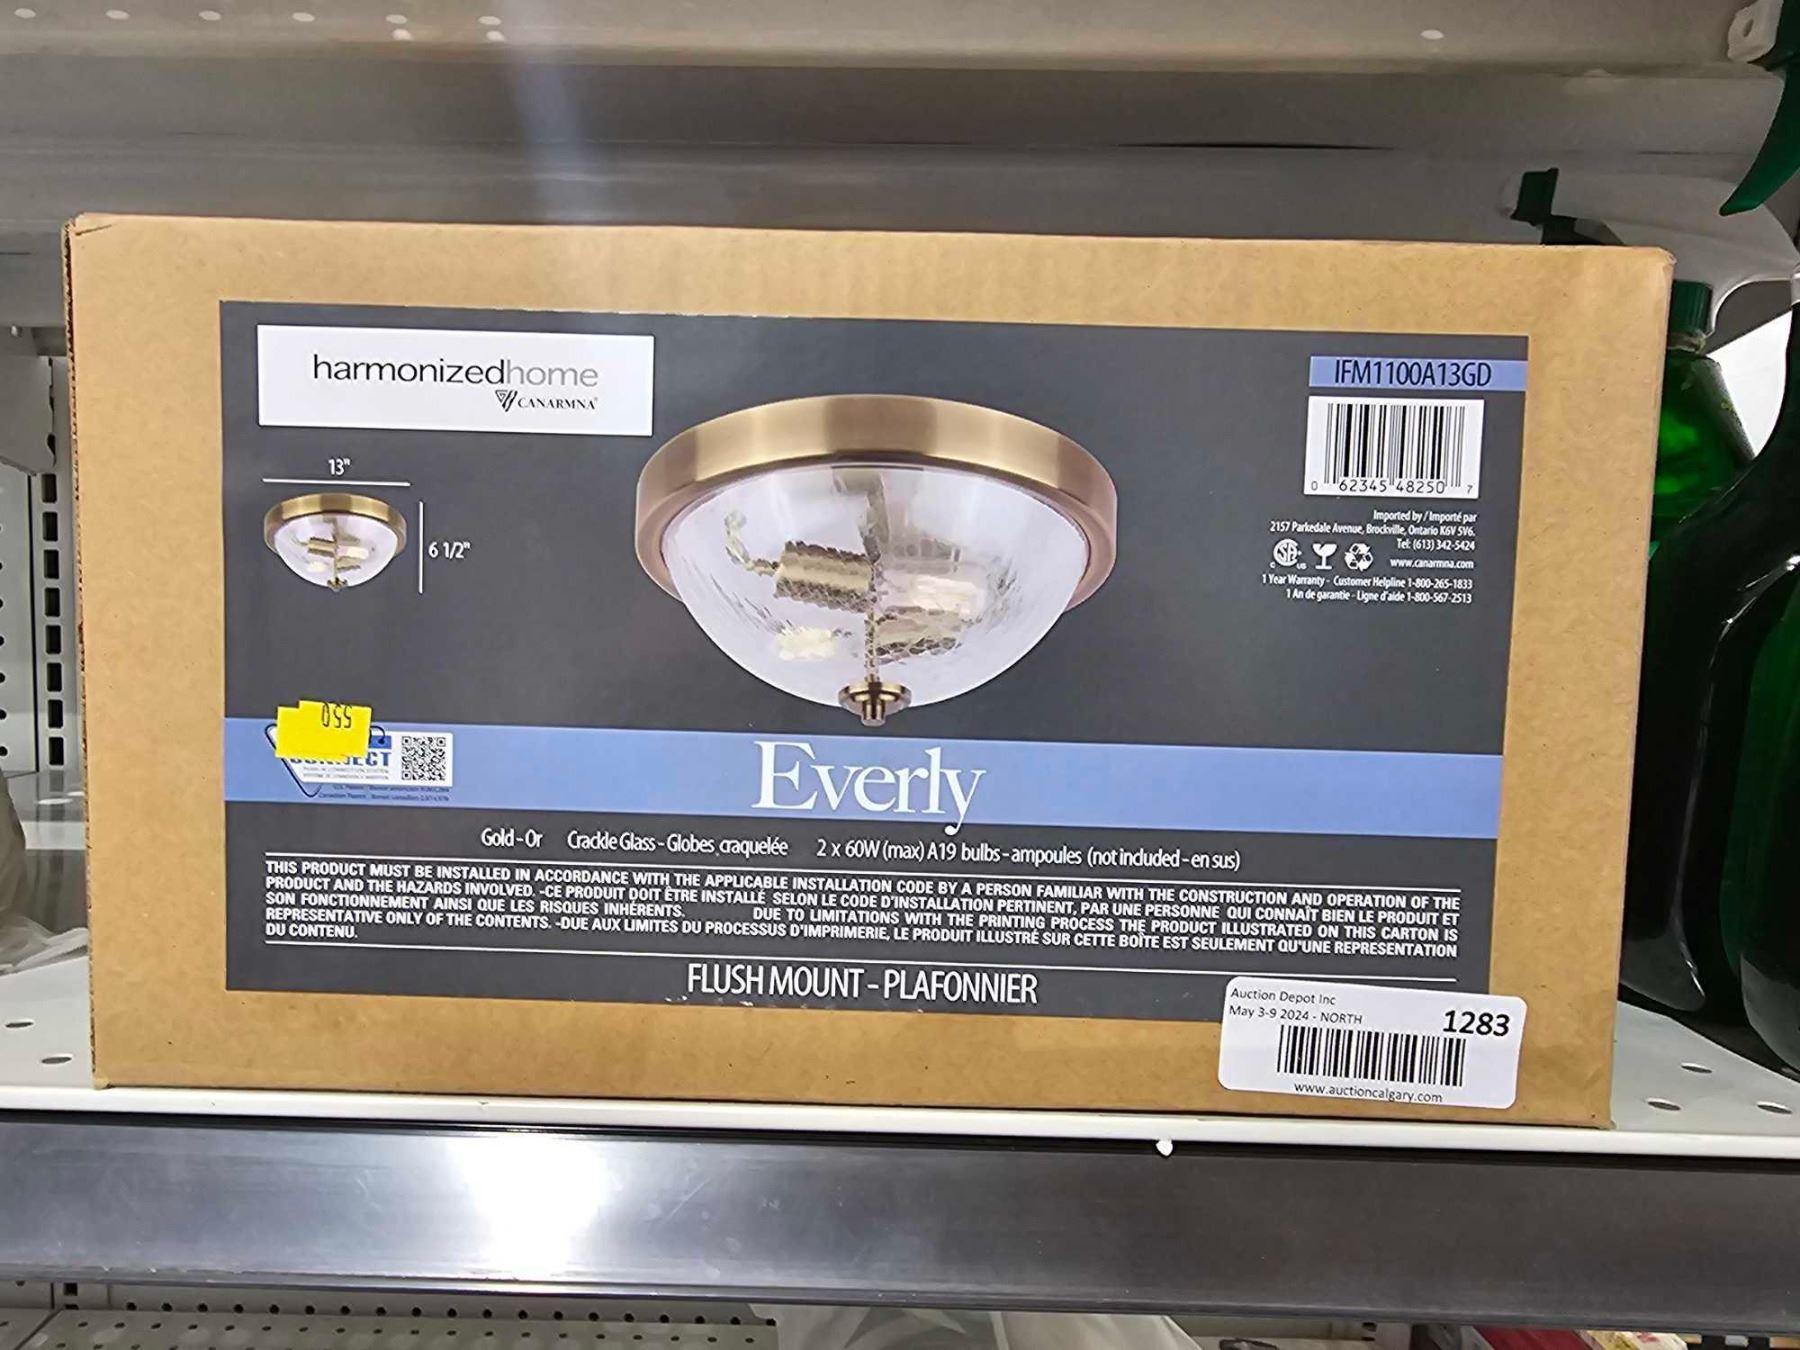 harmonizedhome
CANARMNA
13"
6 1/2"
IFM1100A13GD
0 62345 48250 7
Imported by / Importé par
2157 Parkedale Avenue, Brockville, Ontario K6V 5V6.
Tel: (613) 342-5424
www.canarmna.com
1 Year Warranty - Customer Helpline 1-800-265-1833
1 An de garantie - Ligne d'aide 1-800-567-2513
055
Everly
Gold - Or Crackle Glass - Globes craquelée 2 x 60W (max) A19 bulbs - ampoules (not included - en sus)
THIS PRODUCT MUST BE INSTALLED IN ACCORDANCE WITH THE APPLICABLE INSTALLATION CODE BY A PERSON FAMILIAR WITH THE CONSTRUCTION AND OPERATION OF THE
PRODUCT AND THE HAZARDS INVOLVED. -CE PRODUIT DOIT ÊTRE INSTALLÉ SELON LE CODE D'INSTALLATION PERTINENT, PAR UNE PERSONNE QUI CONNAÎT BIEN LE PRODUIT ET
SON FONCTIONNEMENT AINSI QUE LES RISQUES INHÉRENTS. DUE TO LIMITATIONS WITH THE PRINTING PROCESS THE PRODUCT ILLUSTRATED ON THIS CARTON IS
REPRESENTATIVE ONLY OF THE CONTENTS. -DUE AUX LIMITES DU PROCESSUS D'IMPRIMERIE, LE PRODUIT ILLUSTRÉ SUR CETTE BOÎTE EST SEULEMENT QU'UNE REPRESENTATION
DU CONTENU.
FLUSH MOUNT - PLAFONNIER
Auction Depot Inc
May 3-9 2024 - NORTH
1283
www.auctioncalgary.com